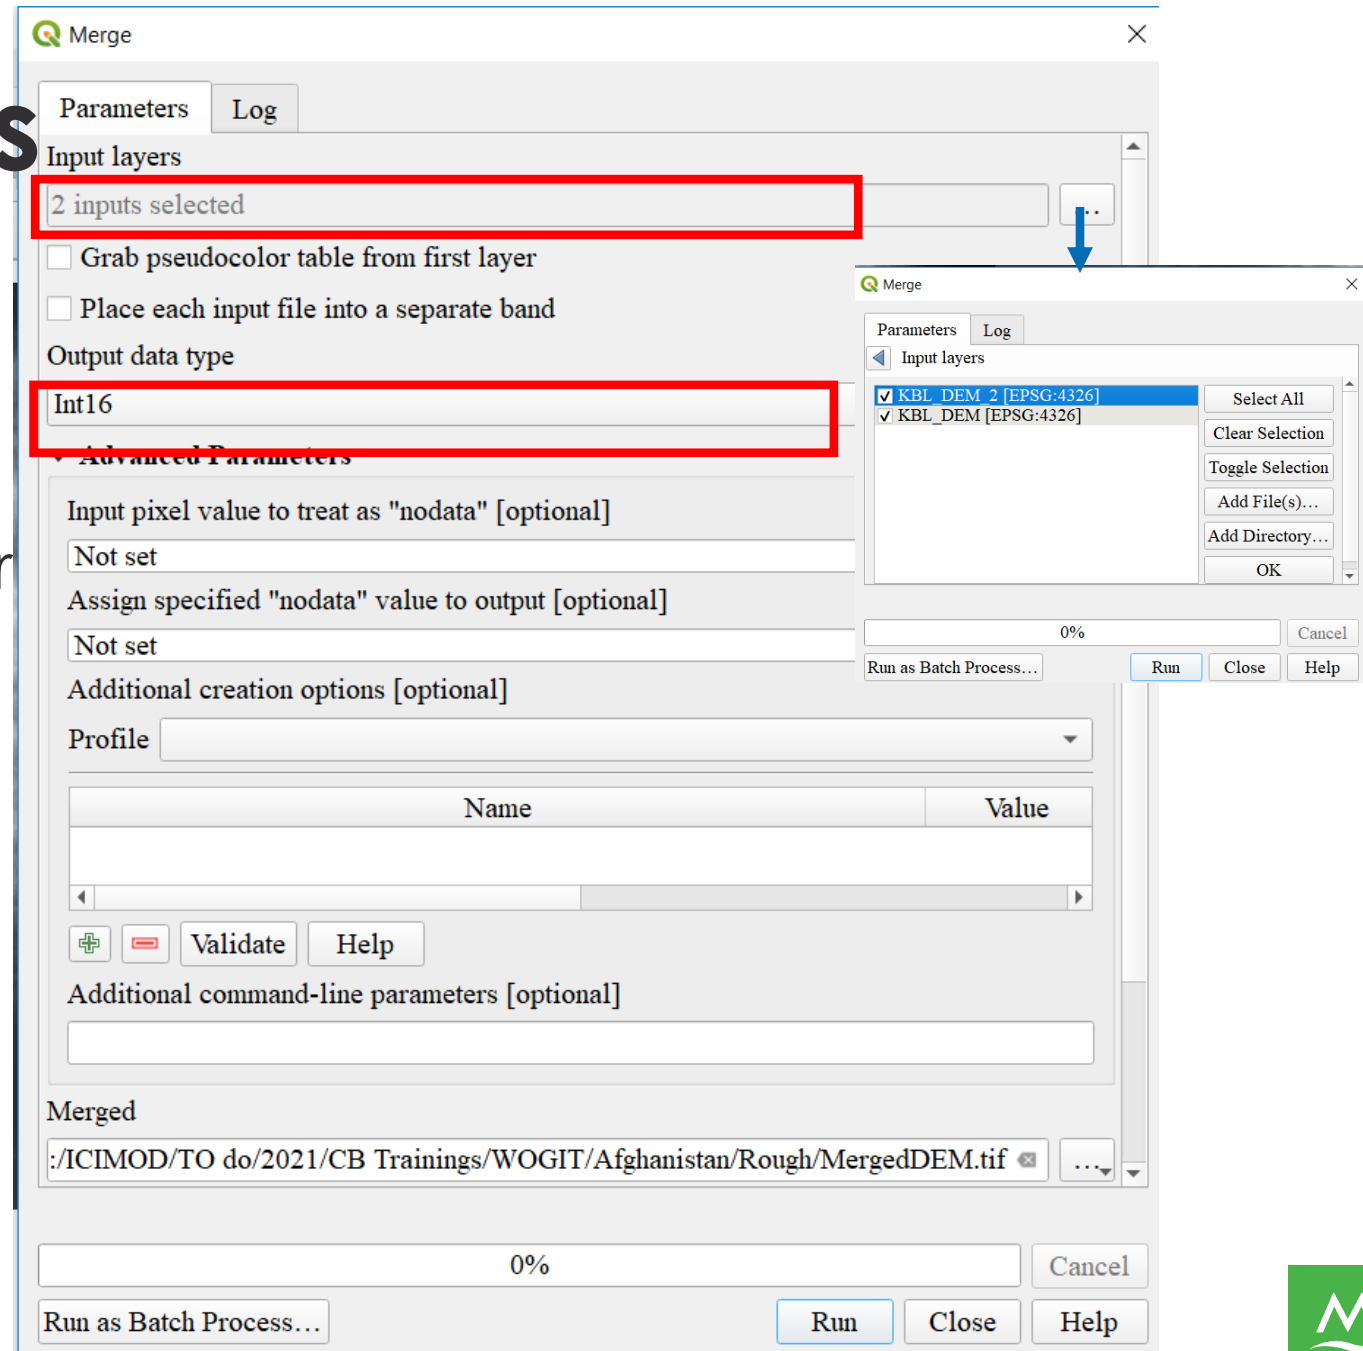 Merge
Parameters Log
s
Input layers
2 inputs selected
...
Grab pseudocolor table from first layer
Place each input file into a separate band
Output data type
Int16
Advanced Parameters
Input pixel value to treat as "nodata" [optional]
r
Not set
Assign specified "nodata" value to output [optional]
Not set
Additional creation options [optional]
Profile
Name Value
Validate Help
Additional command-line parameters [optional]
Merged
:/ICIMOD/TO do/2021/CB Trainings/WOGIT/Afghanistan/Rough/MergedDEM.tif
...
0% Cancel
Run as Batch Process... Run Close Help
Merge
Parameters Log
Input layers
KBL_DEM_2 [EPSG:4326]
KBL_DEM [EPSG:4326]
Select All
Clear Selection
Toggle Selection
Add File(s)...
Add Directory...
OK
0% Cancel
Run as Batch Process... Run Close Help